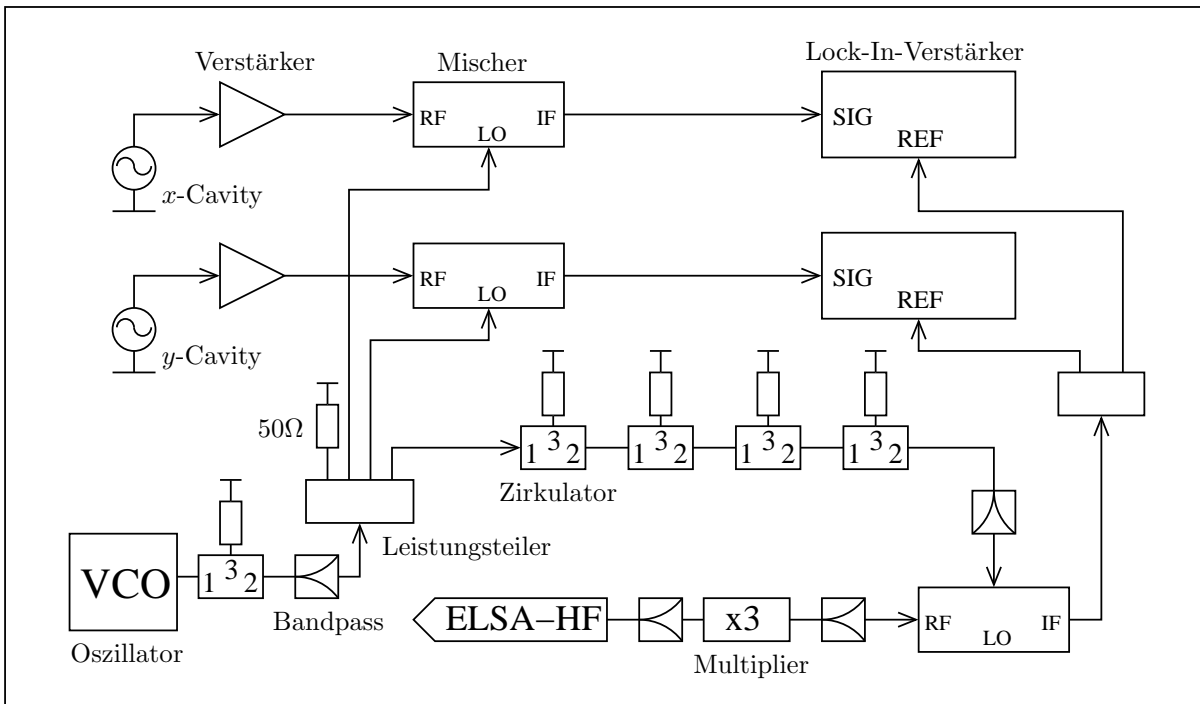 Verstärker
Mischer
Lock-In-Verstärker
RF
LO
IF
SIG
REF
x-Cavity
RF
LO
IF
SIG
REF
y-Cavity
50Ω
1 3 2
1 3 2
1 3 2
1 3 2
Zirkulator
Leistungsteiler
VCO
1 3 2
Bandpass
Oszillator
ELSA–HF
x3
Multiplier
RF
LO
IF